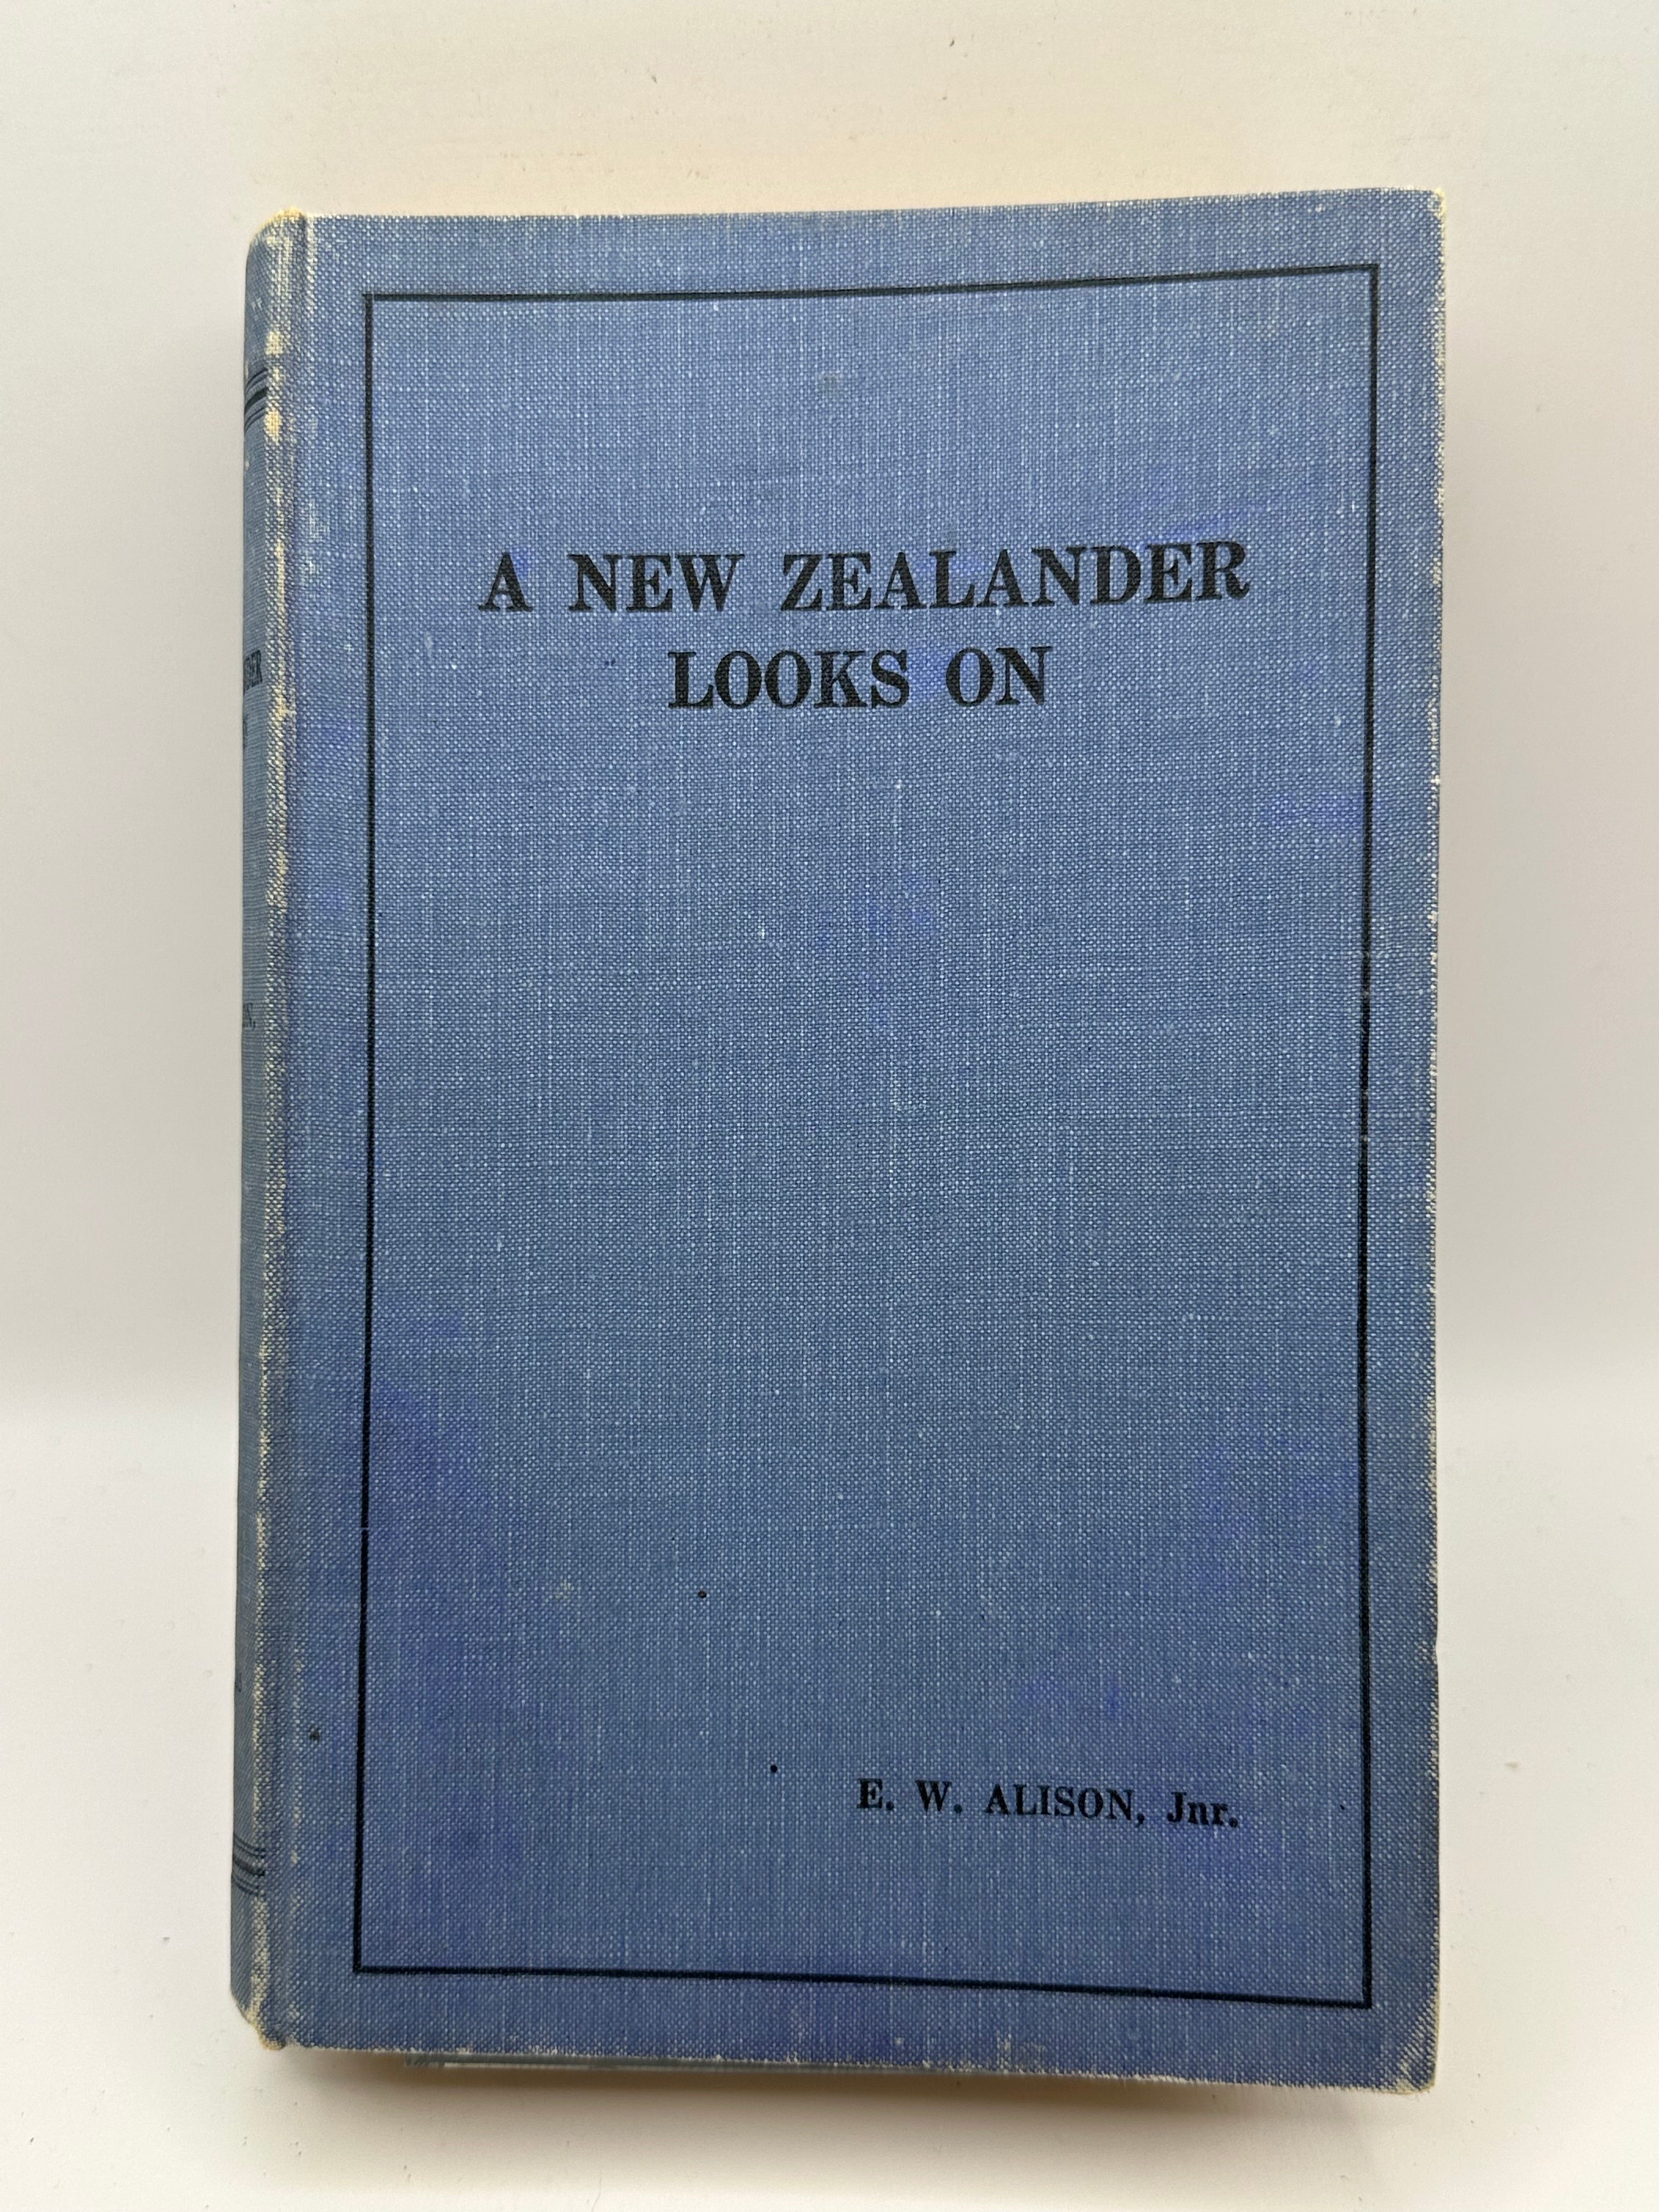 A NEW ZEALANDER
LOOKS ON
E. W. ALISON, Jnr.